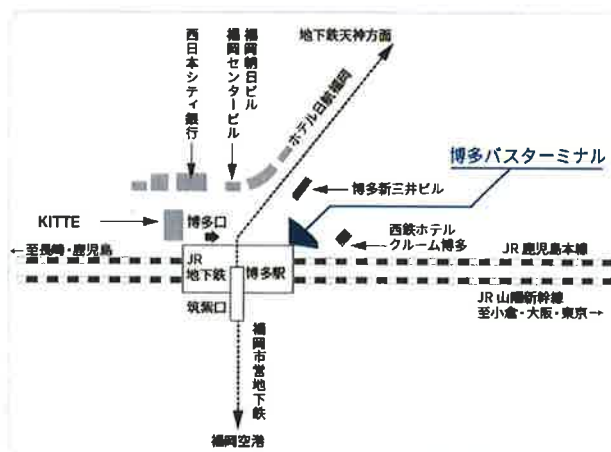 地下鉄天神方面
福岡朝日ビル
福岡センタービル
西日本シティ銀行
ホテル日航福岡
博多バスターミナル
博多新三井ビル
KITTE
博多口
西鉄ホテル
クルーム博多
←至長崎・鹿児島
JR
地下鉄
博多駅
JR鹿児島本線
筑紫口
JR山陽新幹線
至小倉・大阪・東京→
福岡市営地下鉄
福岡空港